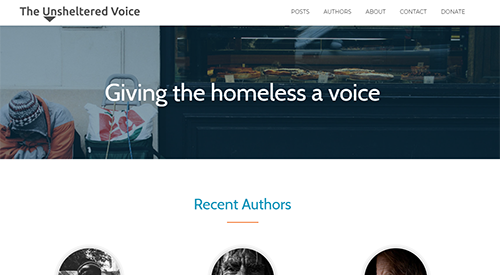 The Unsheltered Voice
POSTS AUTHORS ABOUT CONTACT DONATE
Giving the homeless a voice
Recent Authors